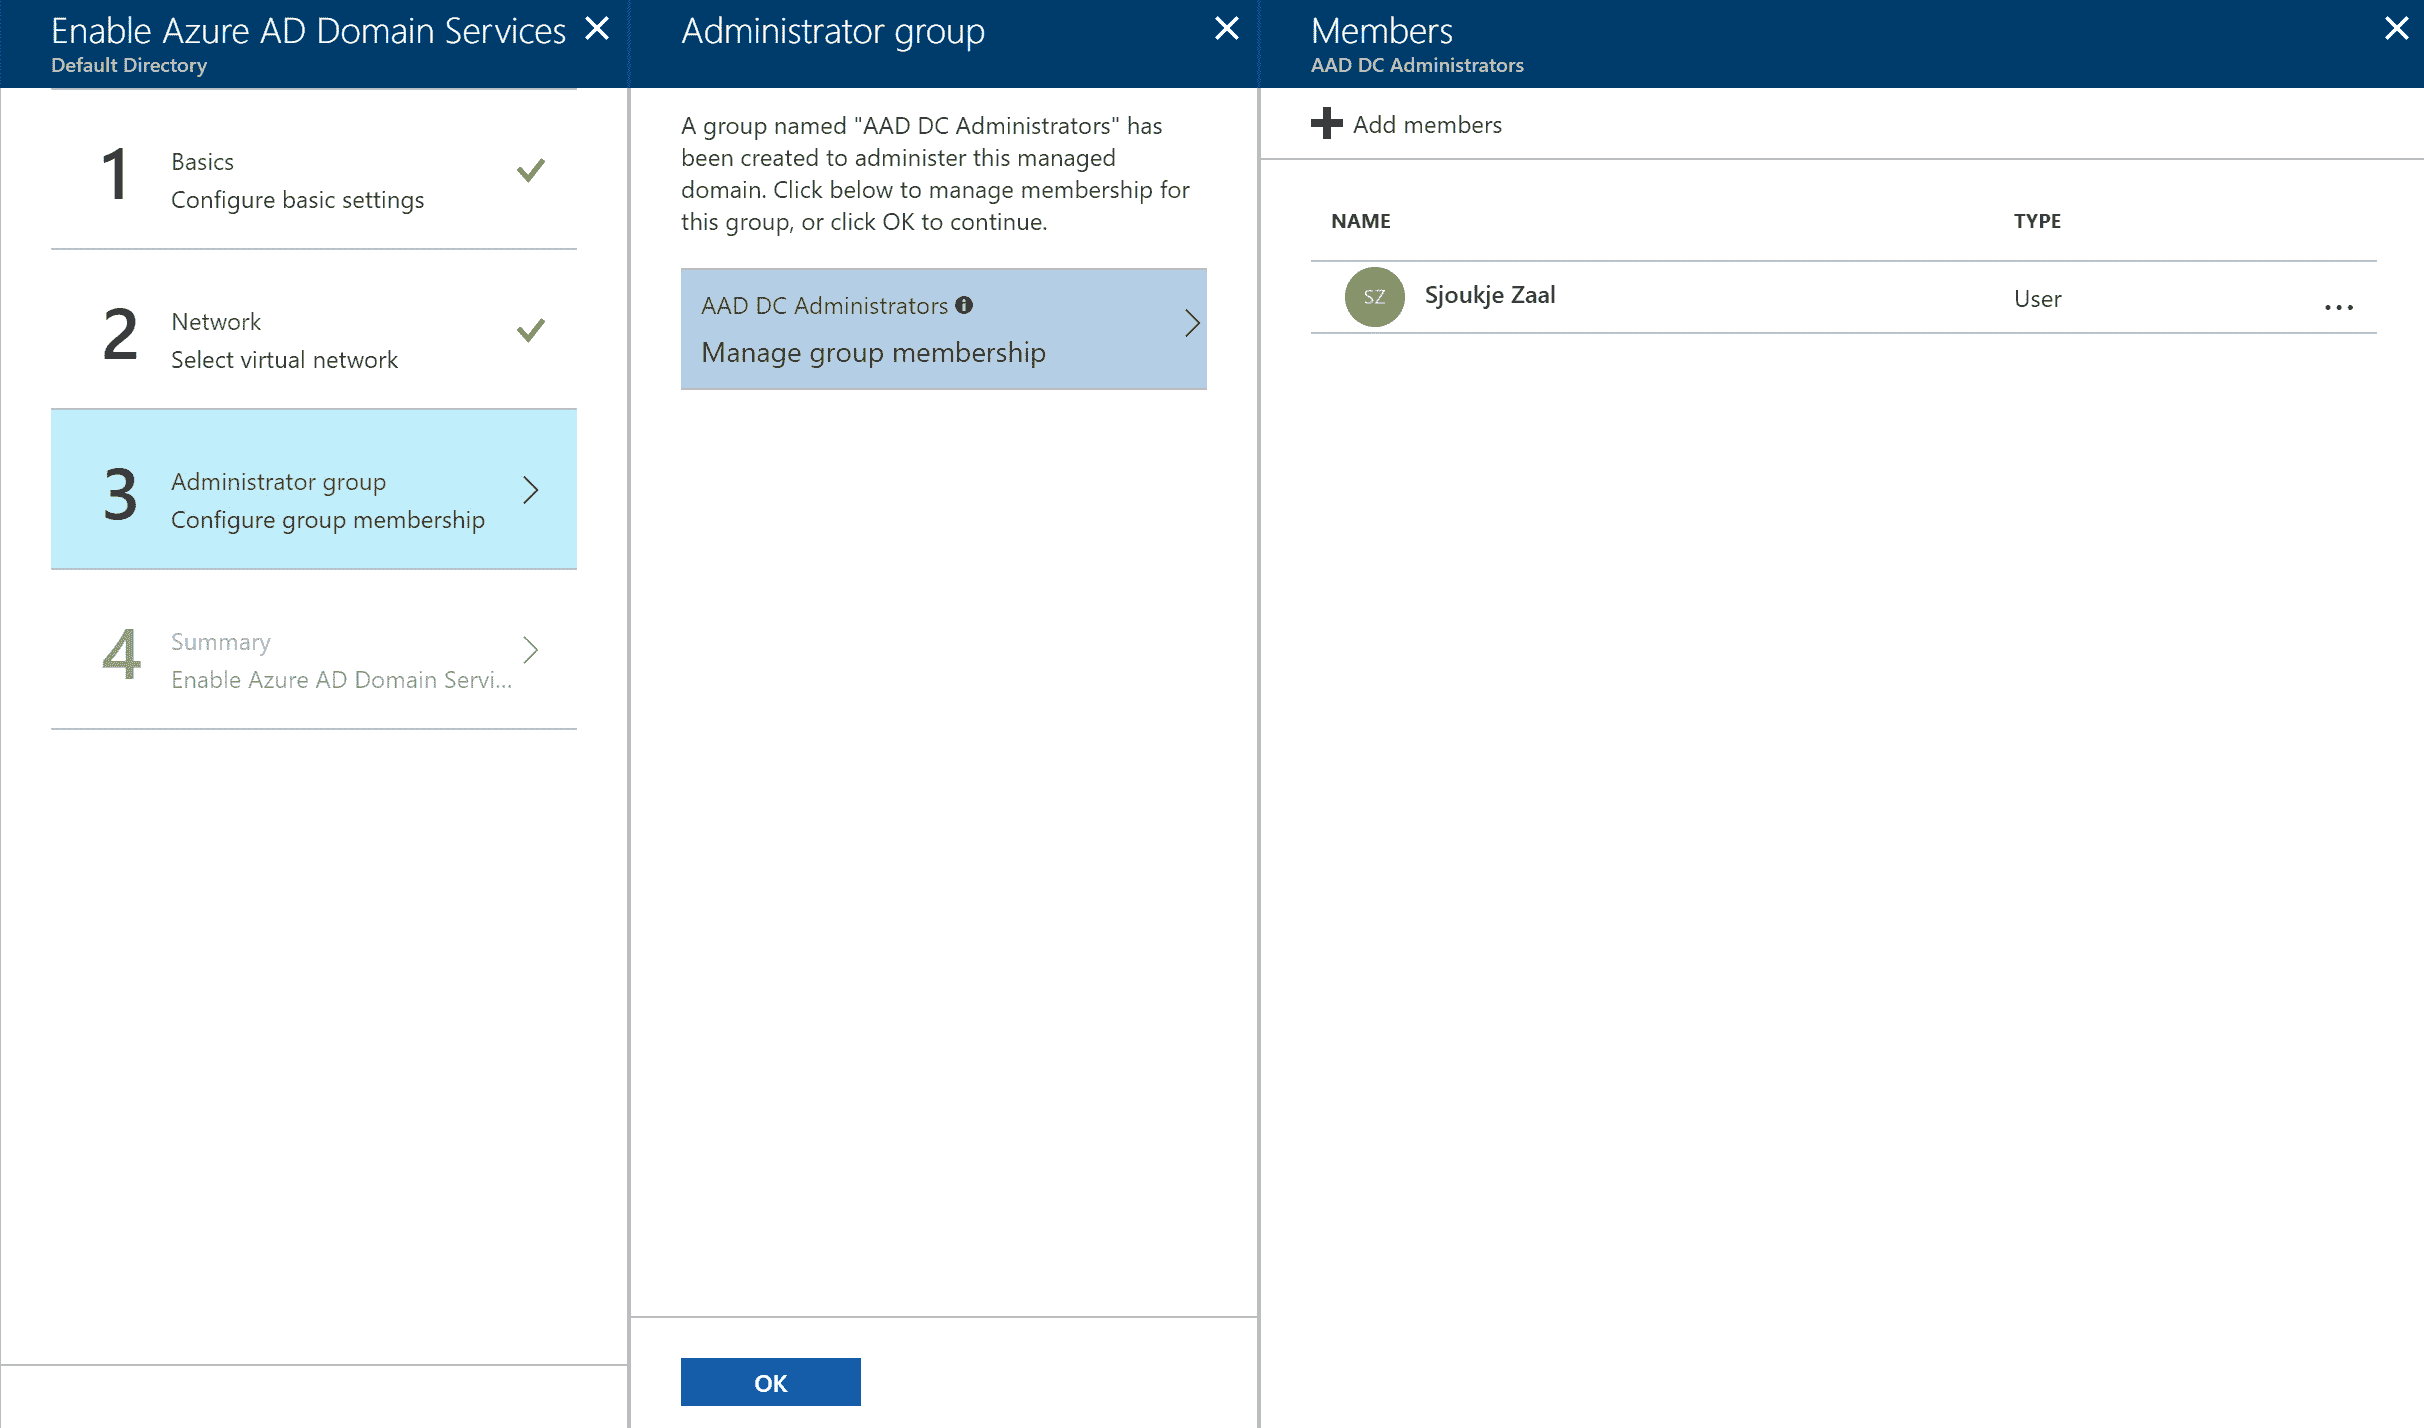 Enable Azure AD Domain Services
Default Directory
1
Basics
Configure basic settings
2
Network
Select virtual network
3
Administrator group
Configure group membership
4
Summary
Enable Azure AD Domain Servi...
Administrator group
A group named "AAD DC Administrators" has
been created to administer this managed
domain. Click below to manage membership for
this group, or click OK to continue.
AAD DC Administrators
Manage group membership
OK
Members
AAD DC Administrators
Add members
NAME TYPE
SZ Sjoukje Zaal User ...